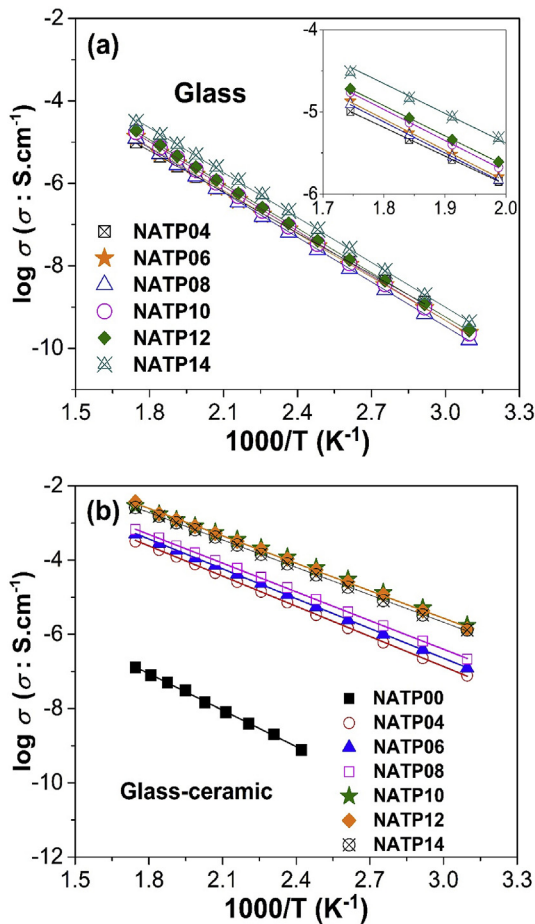 (a)
Glass
-2
-4
-6
-8
-10
log σ (σ: S.cm⁻¹)
-4
-5
-6
1.7 1.8 1.9 2.0
NATP04
NATP06
NATP08
NATP10
NATP12
NATP14
1.5 1.8 2.1 2.4 2.7 3.0 3.3
1000/T (K⁻¹)
(b)
-2
-4
-6
-8
-10
-12
log σ (σ: S.cm⁻¹)
Glass-ceramic
NATP00
NATP04
NATP06
NATP08
NATP10
NATP12
NATP14
1.5 1.8 2.1 2.4 2.7 3.0 3.3
1000/T (K⁻¹)